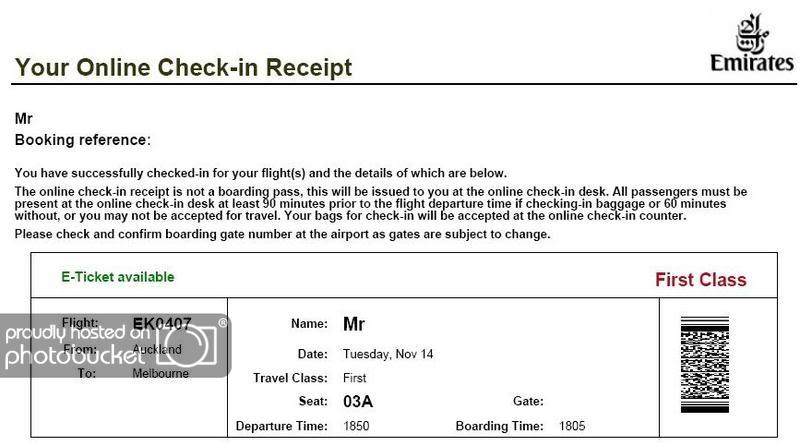 Emirates
Your Online Check-in Receipt
Mr
Booking reference:
You have successfully checked-in for your flight(s) and the details of which are below.
The online check-in receipt is not a boarding pass, this will be issued to you at the online check-in desk. All passengers must be
present at the online check-in desk at least 90 minutes prior to the flight departure time if checking-in baggage or 60 minutes
without, or you may not be accepted for travel. Your bags for check-in will be accepted at the online check-in counter.
Please check and confirm boarding gate number at the airport as gates are subject to change.
E-Ticket available First Class
Flight: EK0407 Name: Mr
proudly hosted on
photobucket®
From: Auckland Date: Tuesday, Nov 14
To: Melbourne Travel Class: First
Seat: 03A Gate:
Departure Time: 1850 Boarding Time: 1805